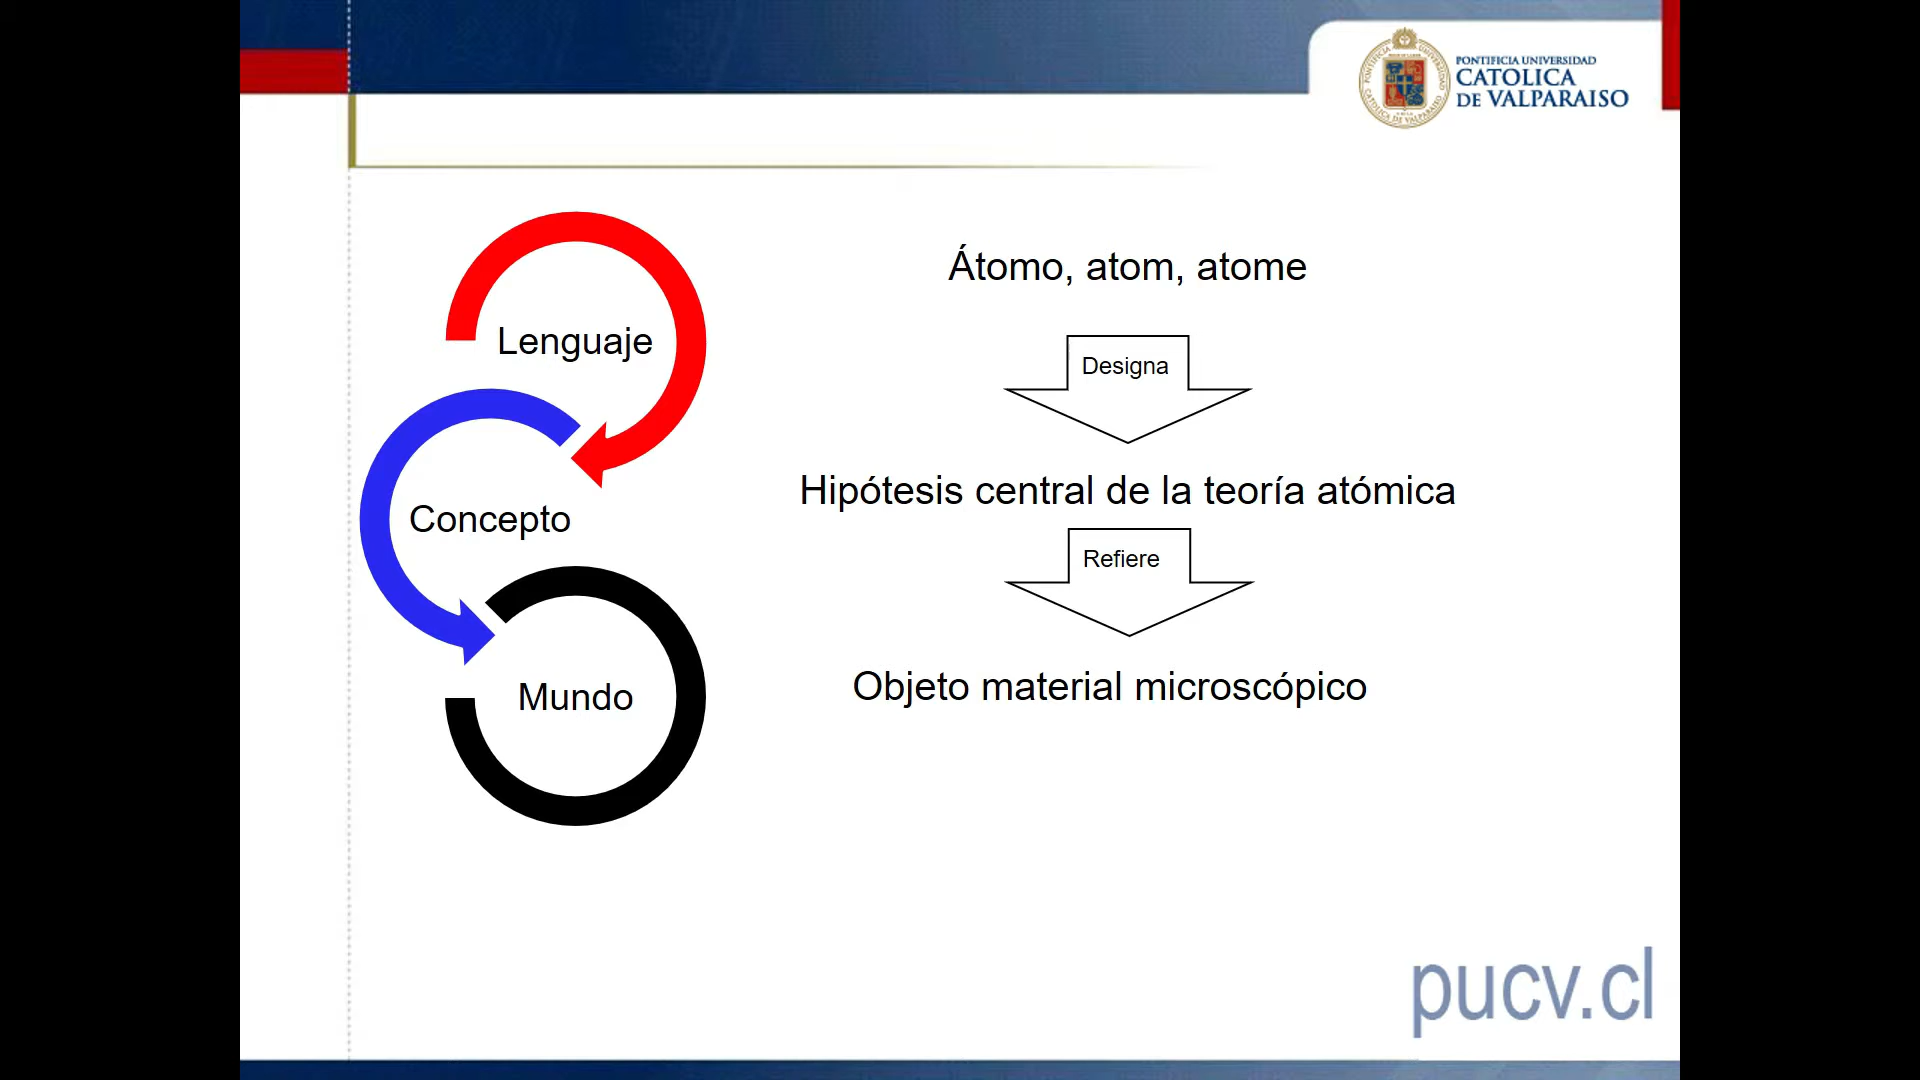 PONTIFICIA UNIVERSIDAD
CATOLICA
DE VALPARAISO
Átomo, atom, atome
Lenguaje
Designa
Hipótesis central de la teoría atómica
Concepto
Refiere
Mundo
Objeto material microscópico
pucv.cl